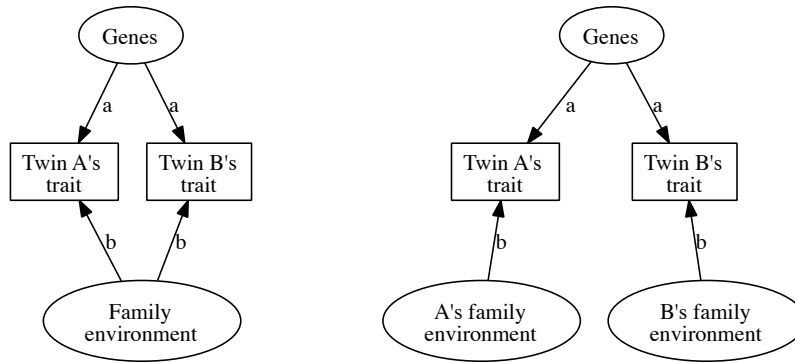 Genes
a
a
Twin A's
trait
Twin B's
trait
b
b
Family
environment
Genes
a
a
Twin A's
trait
Twin B's
trait
b
b
A's family
environment
B's family
environment